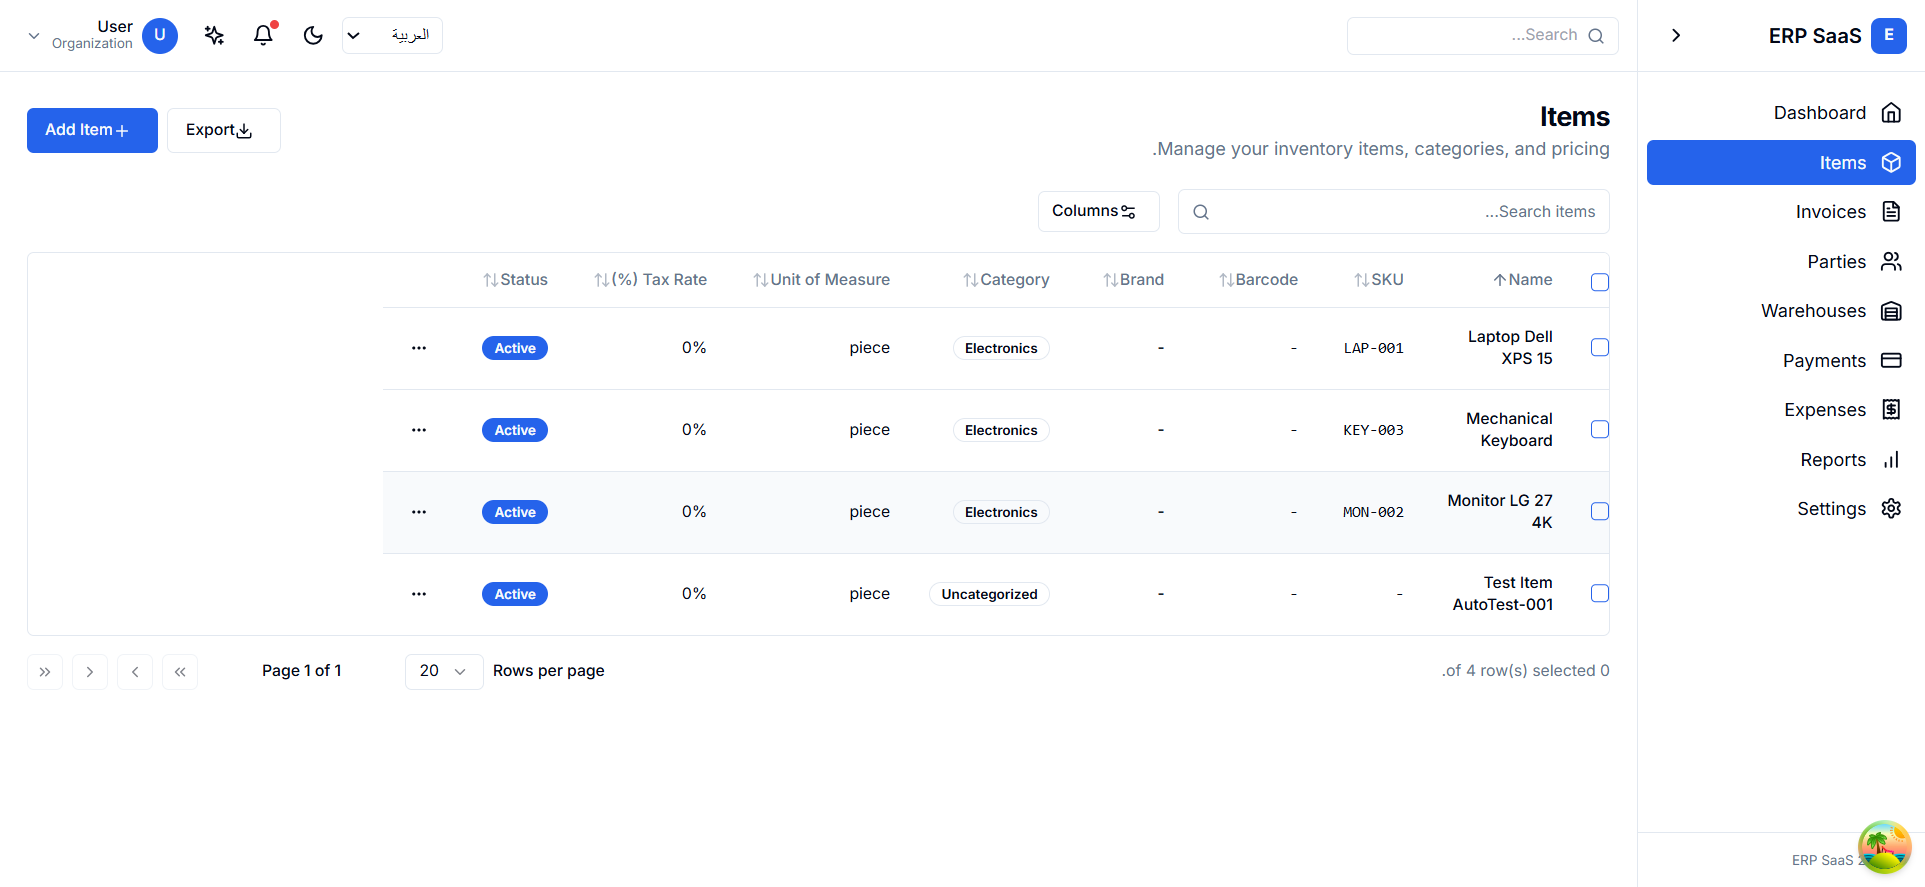 E
ERP SaaS
Search...
العربية
U
User
Organization
Dashboard
Items
Invoices
Parties
Warehouses
Payments
Expenses
Reports
Settings
ERP SaaS
Items
Manage your inventory items, categories, and pricing.
Export
Add Item
Search items...
Columns
Name SKU Barcode Brand Category Unit of Measure (%) Tax Rate Status
Laptop Dell XPS 15 LAP-001 - - Electronics piece 0% Active ...
Mechanical Keyboard KEY-003 - - Electronics piece 0% Active ...
Monitor LG 27 4K MON-002 - - Electronics piece 0% Active ...
Test Item AutoTest-001 - - - Uncategorized piece 0% Active ...
0 of 4 row(s) selected.
Rows per page 20
Page 1 of 1